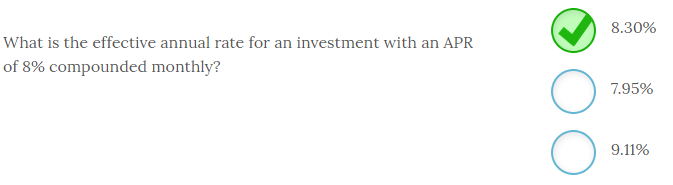 What is the effective annual rate for an investment with an APR
of 8% compounded monthly?
8.30%
7.95%
9.11%